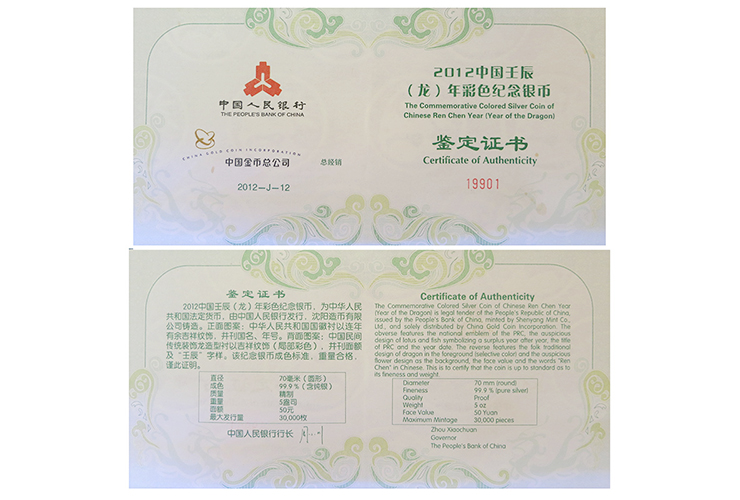 中国人民银行
THE PEOPLE'S BANK OF CHINA
CHINA GOLD COIN INCORPORATION
中国金币总公司 总经销
2012-J-12
2012中国壬辰
（龙）年彩色纪念银币
The Commemorative Colored Silver Coin of
Chinese Ren Chen Year (Year of the Dragon)
鉴定证书
Certificate of Authenticity
19901
鉴定证书
2012中国壬辰（龙）年彩色纪念银币，为中华人民
共和国法定货币，由中国人民银行发行，沈阳造币有限
公司铸造。正面图案：中华人民共和国国徽衬以连年
有余吉祥纹饰，并刊国名、年号。背面图案：中国民间
传统装饰龙造型衬以吉祥纹饰（局部彩色），并刊面额
及“壬辰”字样。该纪念银币成色标准，重量合格，
谨此证明。
直径 70毫米（圆形）
成色 99.9％（含纯银）
质量 精制
重量 5盎司
面额 50元
最大发行量 30,000枚
中国人民银行行长
Certificate of Authenticity
The Commemorative Colored Silver Coin of Chinese Ren Chen Year
(Year of the Dragon) is legal tender of the People's Republic of China,
issued by the People's Bank of China, minted by Shenyang Mint Co.,
Ltd., and solely distributed by China Gold Coin Incorporation. The
obverse features the national emblem of the PRC, the auspicious
design of lotus and fish symbolizing a surplus year after year, the title
of PRC and the year date. The reverse features the folk traditional
design of dragon in the foreground (selective color) and the auspicious
flower design as the background, the face value and the words "Ren
Chen" in Chinese. This is to certify that the coin is up to standard as to
its fineness and weight.
Diameter 70 mm (round)
Fineness 99.9 % (pure silver)
Quality Proof
Weight 5 oz
Face Value 50 Yuan
Maximum Mintage 30,000 pieces
Zhou Xiaochuan
Governor
The People's Bank of China